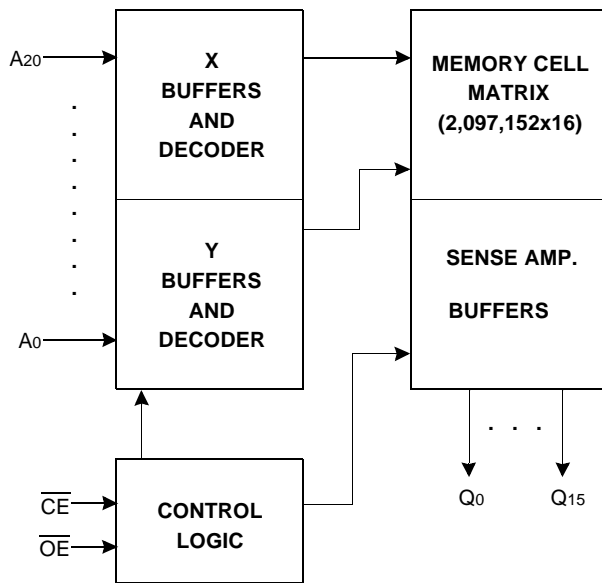 A20
X
BUFFERS
AND
DECODER
MEMORY CELL
MATRIX
(2,097,152x16)
Y
BUFFERS
AND
DECODER
SENSE AMP.
BUFFERS
A0
CE
OE
CONTROL
LOGIC
Q0
Q15